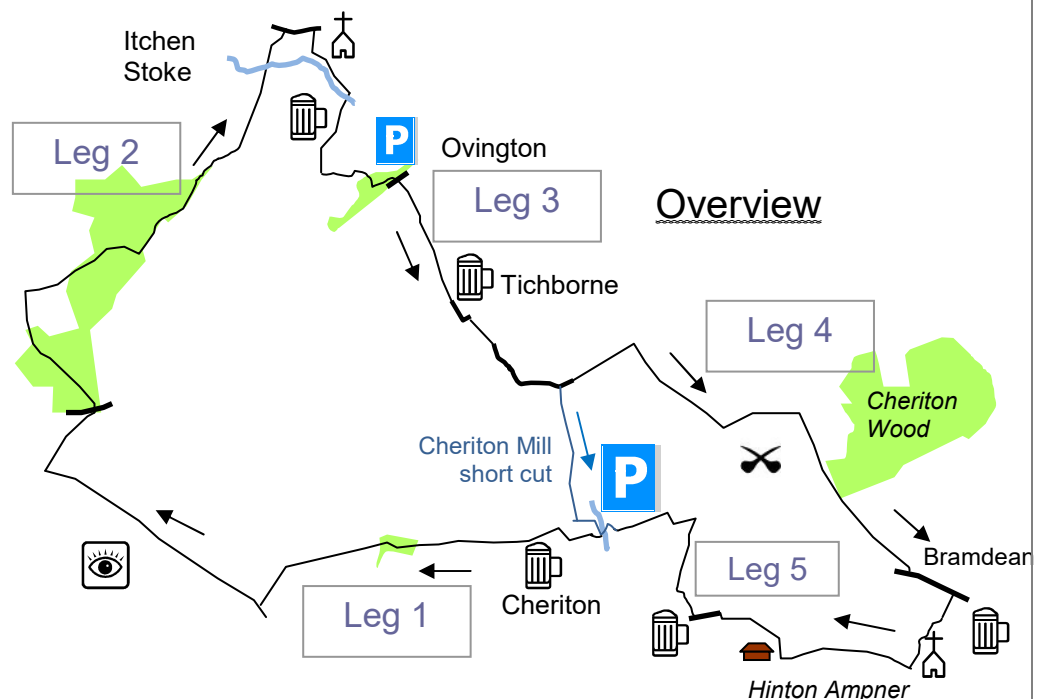 Itchen
Stoke
P
Leg 2
Ovington
Leg 3
Overview
Tichborne
Leg 4
Cheriton
Wood
Cheriton Mill
short cut
P
Bramdean
Leg 5
Leg 1
Cheriton
Hinton Ampner